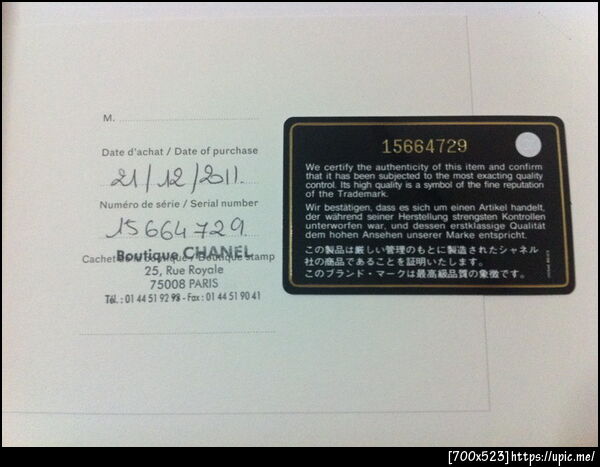 M.
Date d'achat / Date of purchase
21/12/2011.
Numéro de série / Serial number
15664729
Boutique CHANEL
Cachet de la boutique / Boutique stamp
25, Rue Royale
75008 PARIS
Tél. : 01 44 51 92 93 - Fax : 01 44 51 90 41
15664729
We certify the authenticity of this item and confirm
that it has been subjected to the most exacting quality
control. Its high quality is a symbol of the fine reputation
of the Trademark.
Wir bestätigen, dass es sich um einen Artikel handelt,
der während seiner Herstellung strengsten Kontrollen
unterworfen war, und dessen erstklassige Qualität
dem hohen Ansehen unserer Marke entspricht.
この製品は厳しい管理のもとに製造されたシャネル
社の商品であることを証明いたします。
このブランド・マークは最高級品質の象徴です。
[700x523]https://upic.me/